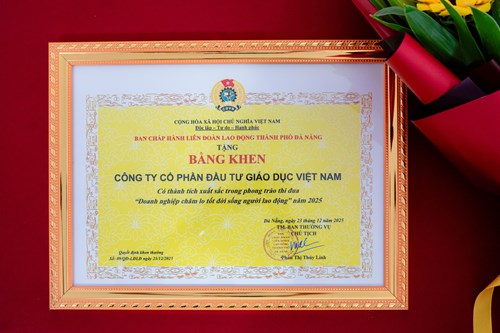 CỘNG HÒA XÃ HỘI CHỦ NGHĨA VIỆT NAM
Độc lập - Tự do - Hạnh phúc
BAN CHẤP HÀNH LIÊN ĐOÀN LAO ĐỘNG THÀNH PHỐ ĐÀ NẴNG
TẶNG
BẰNG KHEN
CÔNG TY CỔ PHẦN ĐẦU TƯ GIÁO DỤC VIỆT NAM
Có thành tích xuất sắc trong phong trào thi đua
"Doanh nghiệp chăm lo tốt đời sống người lao động" năm 2025
Đà Nẵng, ngày 23 tháng 12 năm 2025
TM. BAN THƯỜNG VỤ
CHỦ TỊCH
Phan Thị Thúy Linh
Quyết định khen thưởng